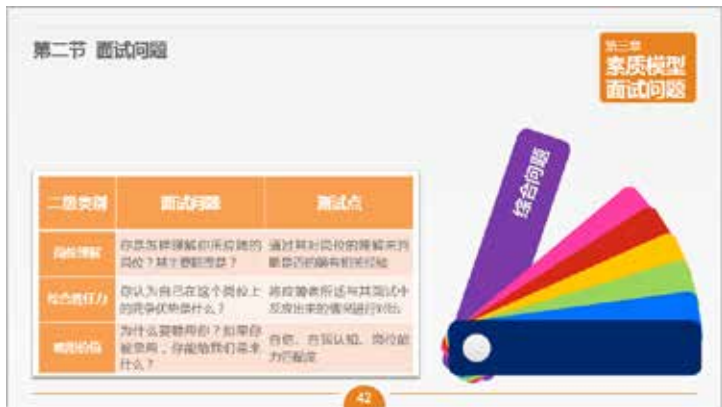 第二节 面试问题
第三章
素质模型
面试问题
综合问题
二级类别
面试问题
测试点
岗位理解
你是怎样理解你所应聘的
岗位？其主要职责是？
通过其对岗位的理解来判
断是否的确有相关经验
综合胜任力
你认为自己在这个岗位上
的竞争优势是什么？
将应聘者所述与其面试中
反应出来的情况进行对比
为什么要聘用你？如果你
被录用，你能给我们带来
什么？
自信、自我认知、岗位能
力匹配度
42